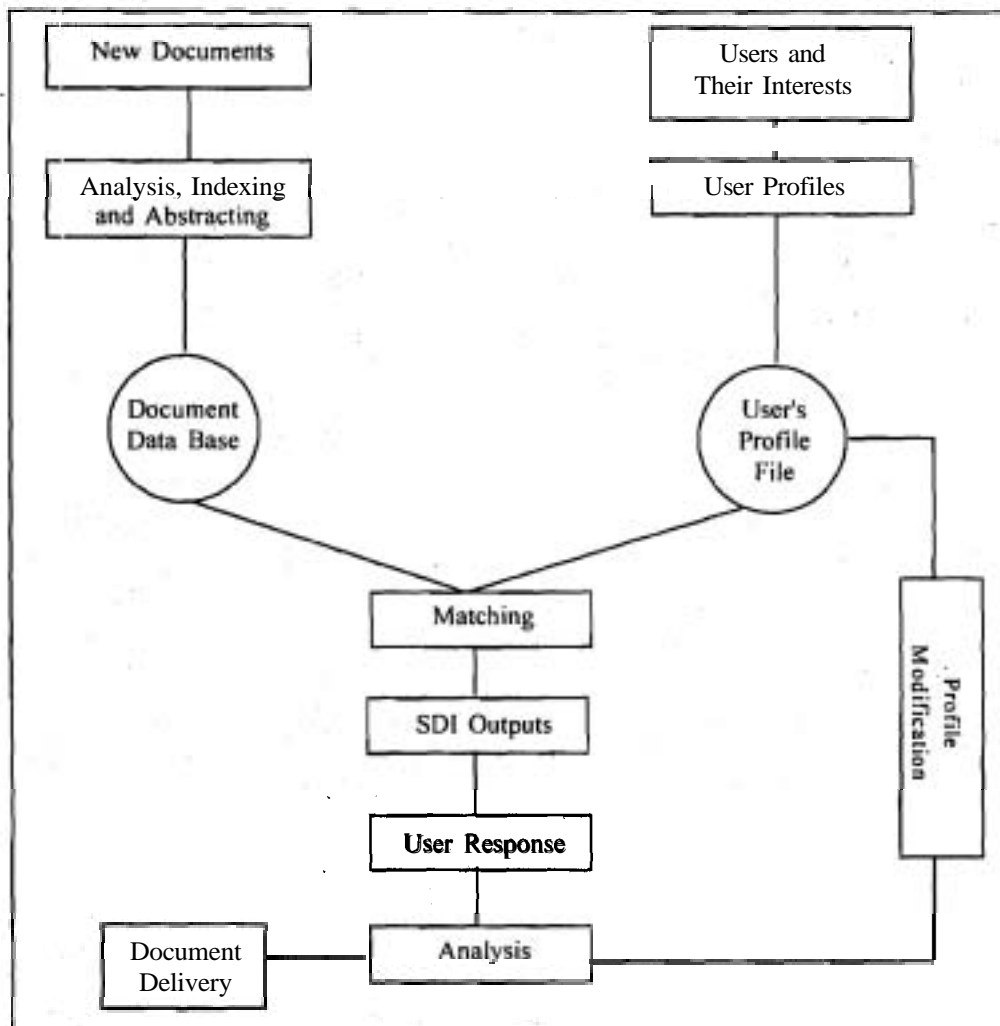 New Documents
Users and
Their Interests
Analysis, Indexing
and Abstracting
User Profiles
Document
Data Base
User's
Profile
File
Matching
Profile
Modification
SDI Outputs
User Response
Analysis
Document
Delivery